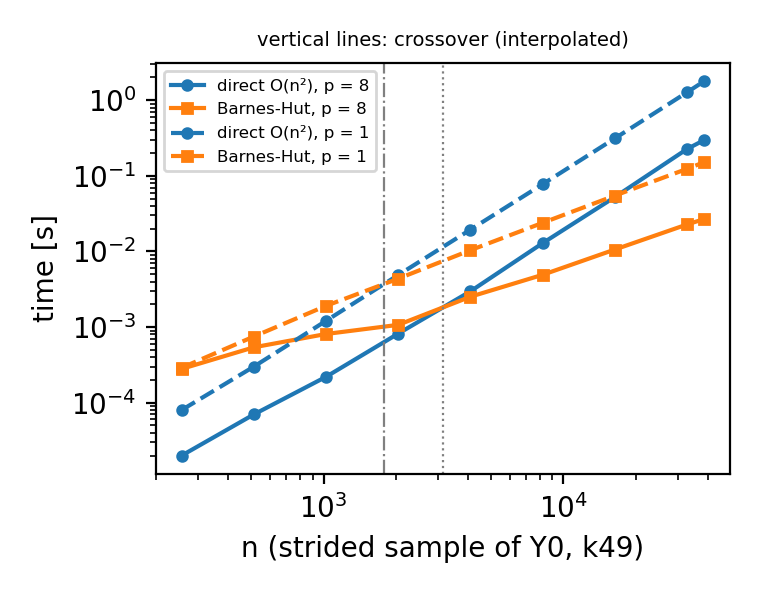 vertical lines: crossover (interpolated)
direct O(n²), p = 8
Barnes-Hut, p = 8
direct O(n²), p = 1
Barnes-Hut, p = 1
time [s]
10⁰
10⁻¹
10⁻²
10⁻³
10⁻⁴
10³ 10⁴
n (strided sample of Y0, k49)